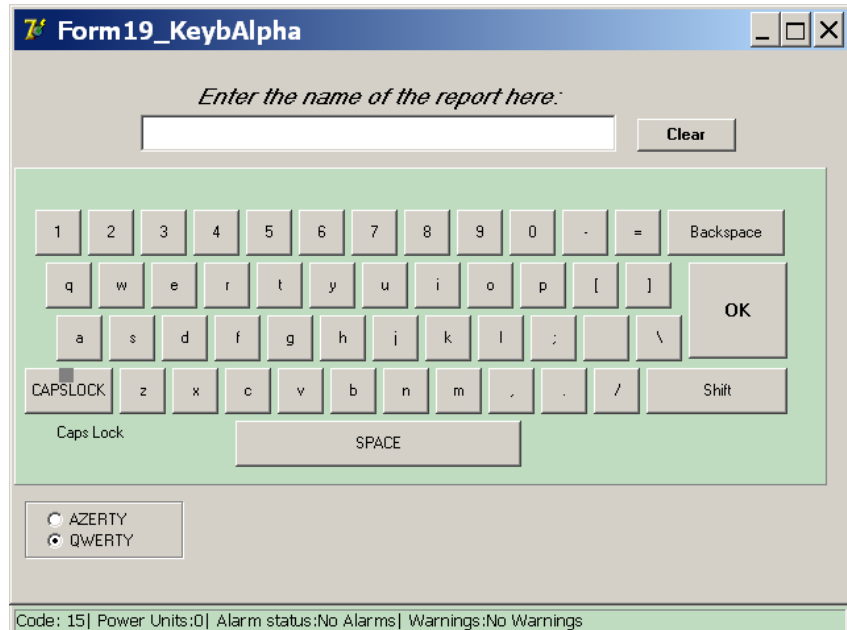 Form19_KeybAlpha
Enter the name of the report here:
Clear
1 2 3 4 5 6 7 8 9 0 - = Backspace
q w e r t y u i o p [ ]
OK
a s d f g h j k l ; \
CAPSLOCK z x c v b n m , . / Shift
Caps Lock
SPACE
AZERTY
QWERTY
Code: 15| Power Units:0| Alarm status:No Alarms| Warnings:No Warnings